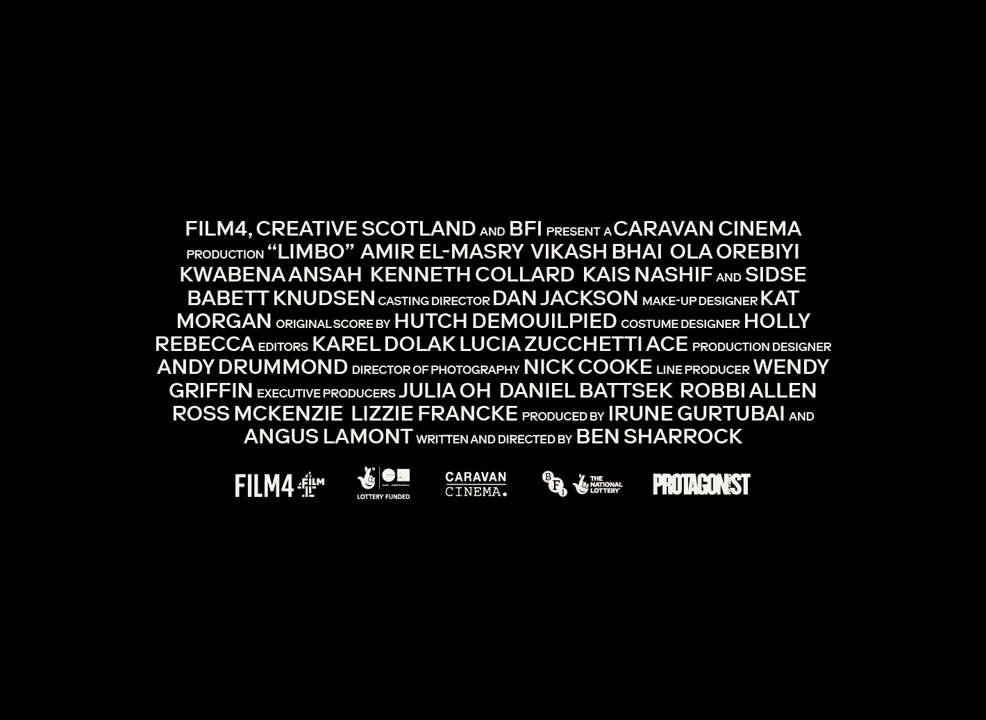 FILM4, CREATIVE SCOTLAND AND BFI PRESENT A CARAVAN CINEMA
PRODUCTION “LIMBO” AMIR EL-MASRY VIKASH BHAI OLA OREBIYI
KWABENA ANSAH KENNETH COLLARD KAIS NASHIF AND SIDSE
BABETT KNUDSEN CASTING DIRECTOR DAN JACKSON MAKE-UP DESIGNER KAT
MORGAN ORIGINAL SCORE BY HUTCH DEMOUILPIED COSTUME DESIGNER HOLLY
REBECCA EDITORS KAREL DOLAK LUCIA ZUCCHETTI ACE PRODUCTION DESIGNER
ANDY DRUMMOND DIRECTOR OF PHOTOGRAPHY NICK COOKE LINE PRODUCER WENDY
GRIFFIN EXECUTIVE PRODUCERS JULIA OH DANIEL BATTSEK ROBBI ALLEN
ROSS MCKENZIE LIZZIE FRANCKE PRODUCED BY IRUNE GURTUBAI AND
ANGUS LAMONT WRITTEN AND DIRECTED BY BEN SHARROCK
FILM4 FILM
LOTTERY FUNDED
CARAVAN
CINEMA.
BFI
THE
NATIONAL
LOTTERY
PROTAGONIST